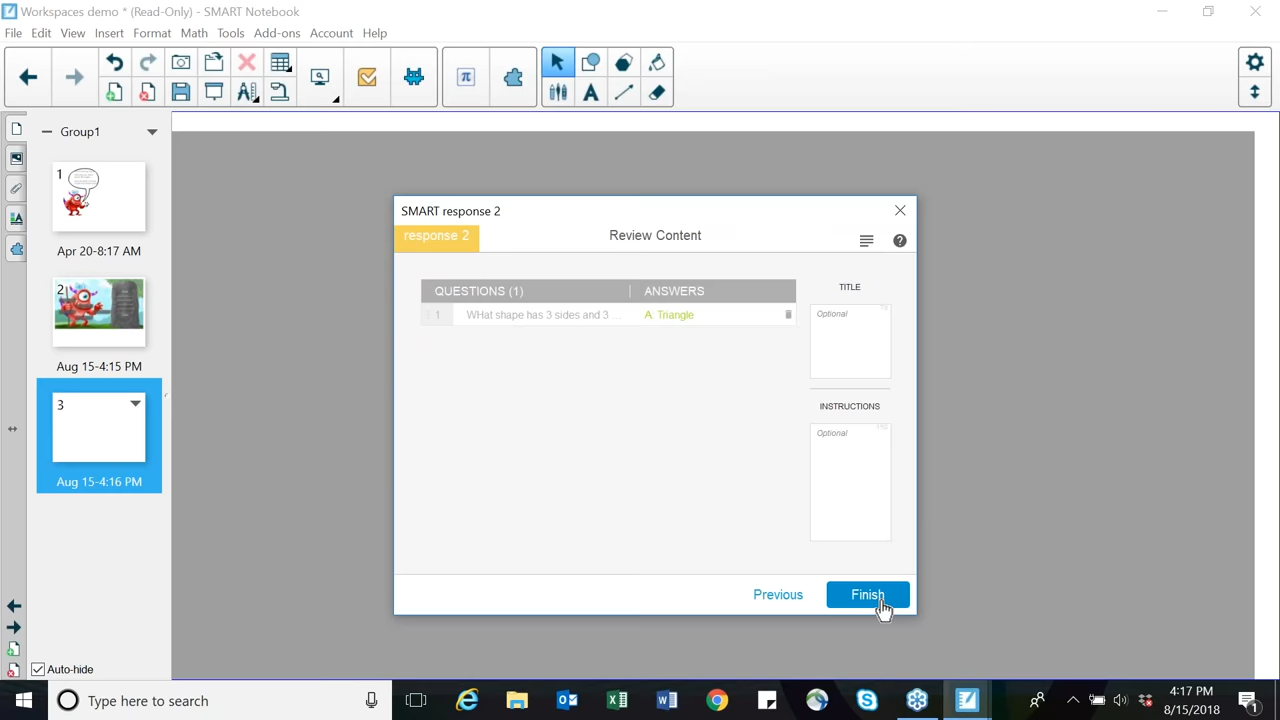 Workspaces demo * (Read-Only) - SMART Notebook
File Edit View Insert Format Math Tools Add-ons Account Help
Group1
1
Apr 20-8:17 AM
2
Aug 15-4:15 PM
3
Aug 15-4:16 PM
Auto-hide
SMART response 2
response 2
Review Content
QUESTIONS (1) ANSWERS
1 WHat shape has 3 sides and 3 ... A: Triangle
TITLE
Optional
INSTRUCTIONS
Optional
Previous Finish
Type here to search
4:17 PM
8/15/2018
1